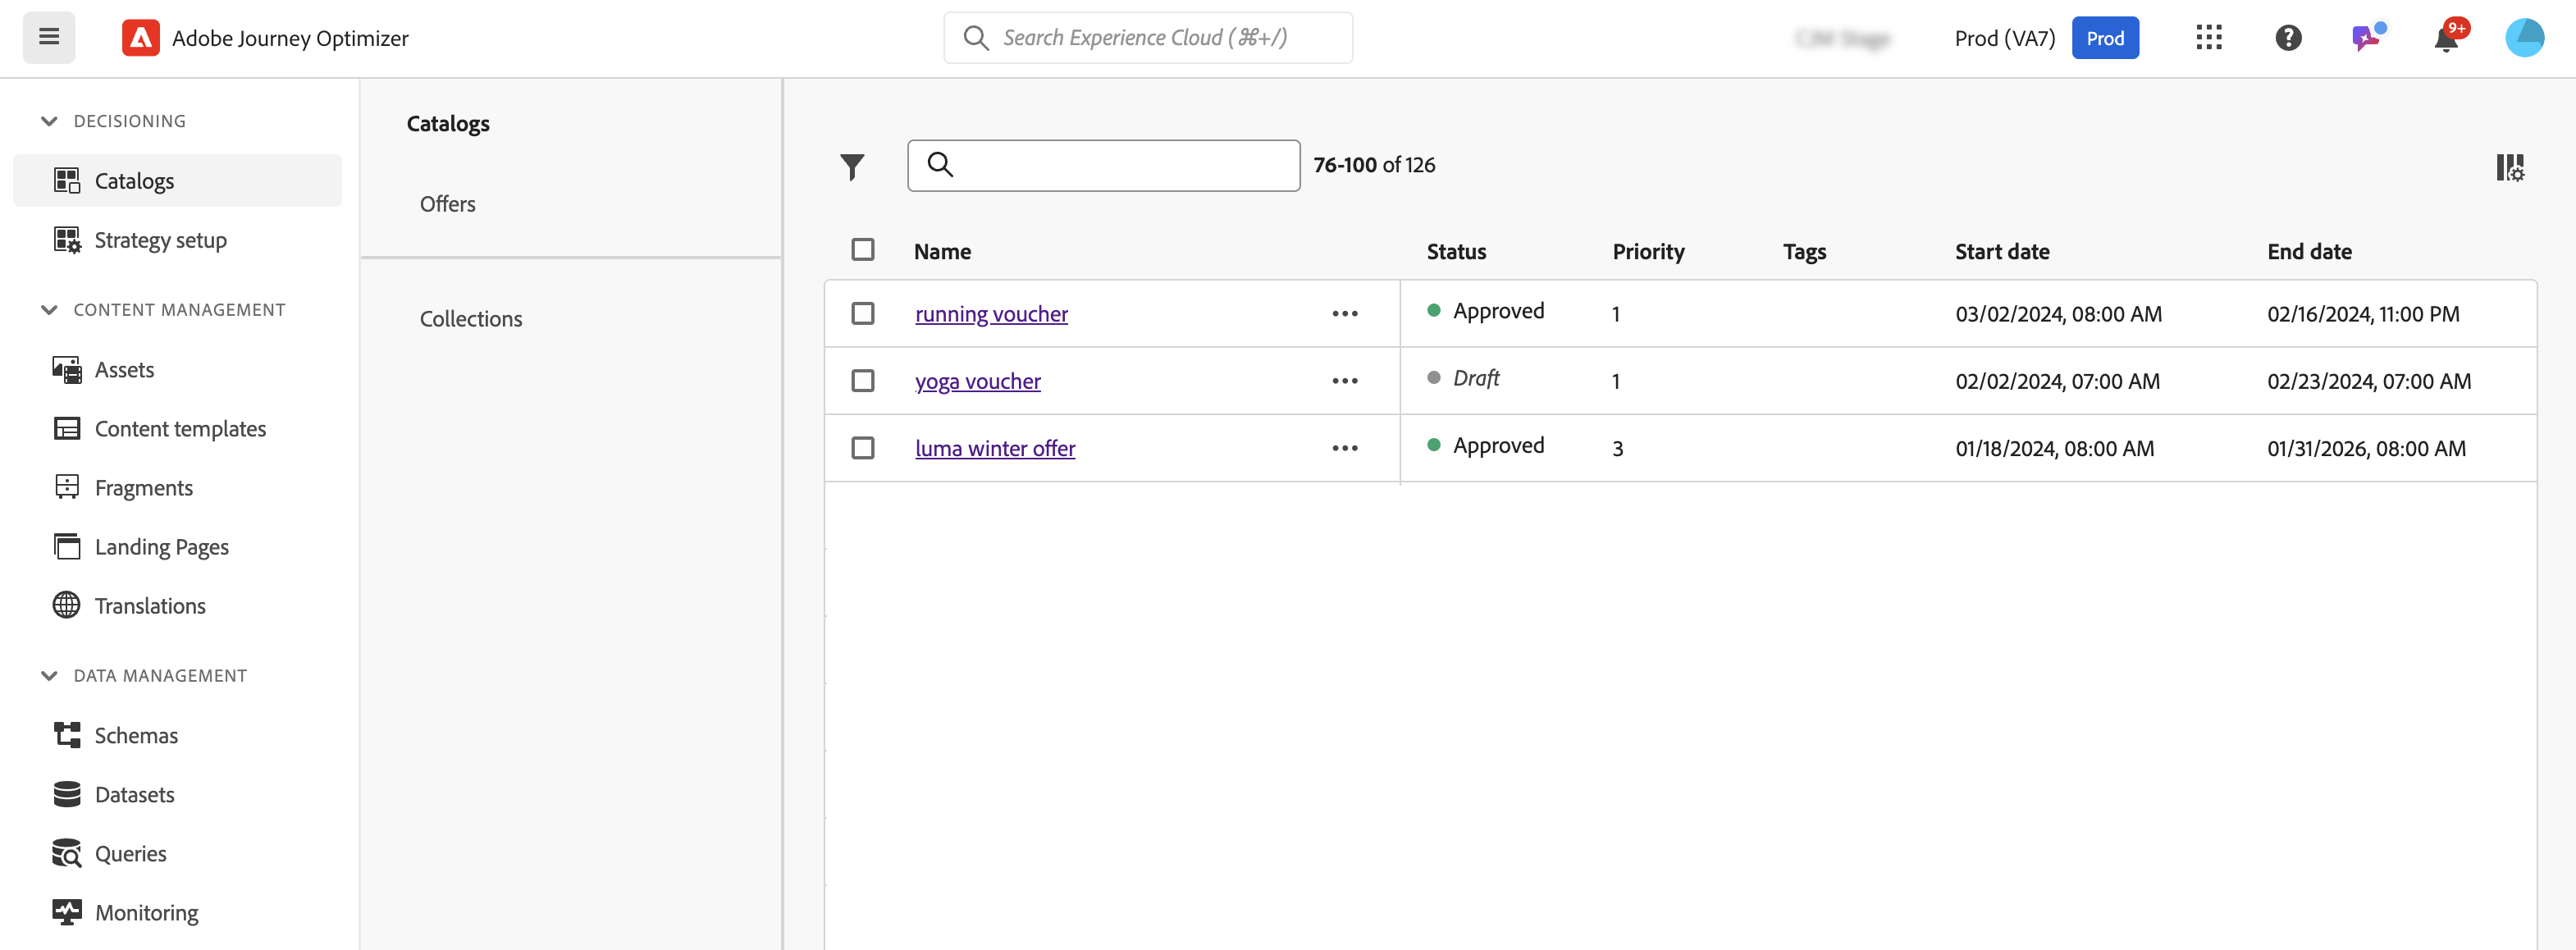 Adobe Journey Optimizer
Search Experience Cloud (⌘+/)
Prod (VA7)
Prod
9+
DECISIONING
Catalogs
Strategy setup
CONTENT MANAGEMENT
Assets
Content templates
Fragments
Landing Pages
Translations
DATA MANAGEMENT
Schemas
Datasets
Queries
Monitoring
Catalogs
Offers
Collections
76-100 of 126
Name Status Priority Tags Start date End date
running voucher ••• Approved 1 03/02/2024, 08:00 AM 02/16/2024, 11:00 PM
yoga voucher ••• Draft 1 02/02/2024, 07:00 AM 02/23/2024, 07:00 AM
luma winter offer ••• Approved 3 01/18/2024, 08:00 AM 01/31/2026, 08:00 AM